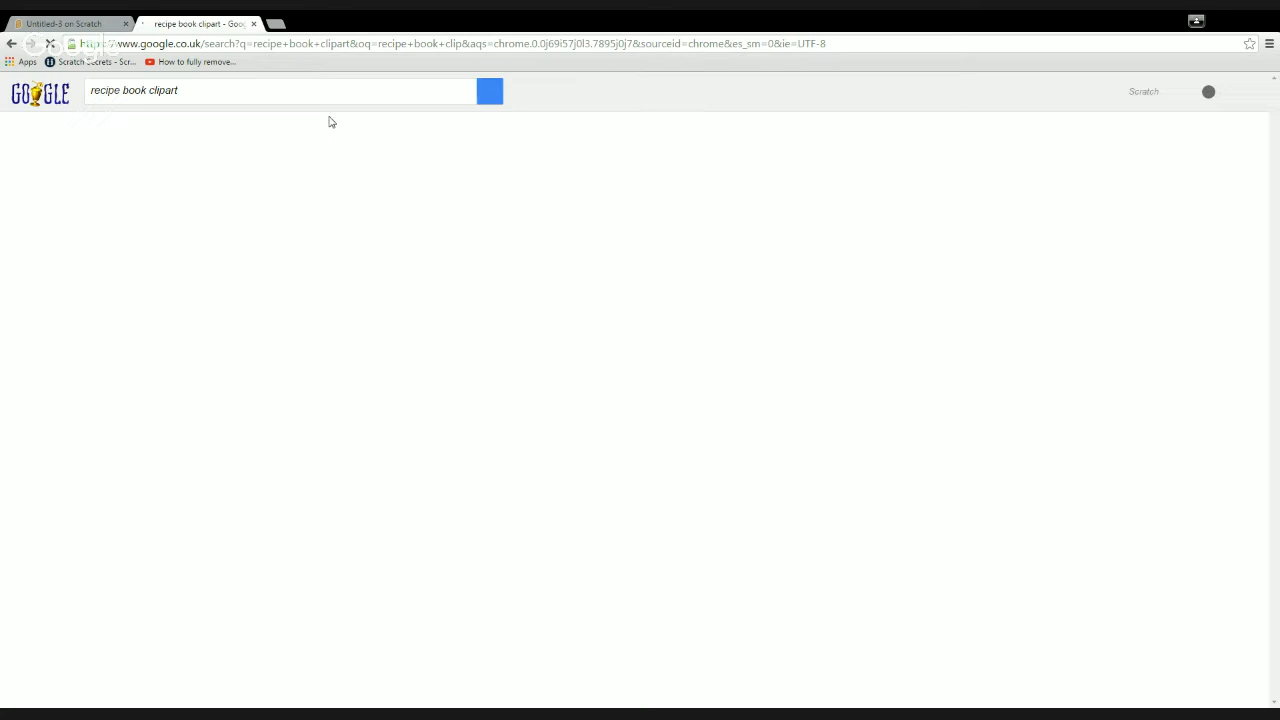 Untitled-3 on Scratch
recipe book clipart - Goo
https://www.google.co.uk/search?q=recipe+book+clipart&oq=recipe+book+clip&aqs=chrome.0.0j69i57j0l3.7895j0j7&sourceid=chrome&es_sm=0&ie=UTF-8
Apps
Scratch Secrets - Scr...
How to fully remove...
GOOGLE
recipe book clipart
Scratch